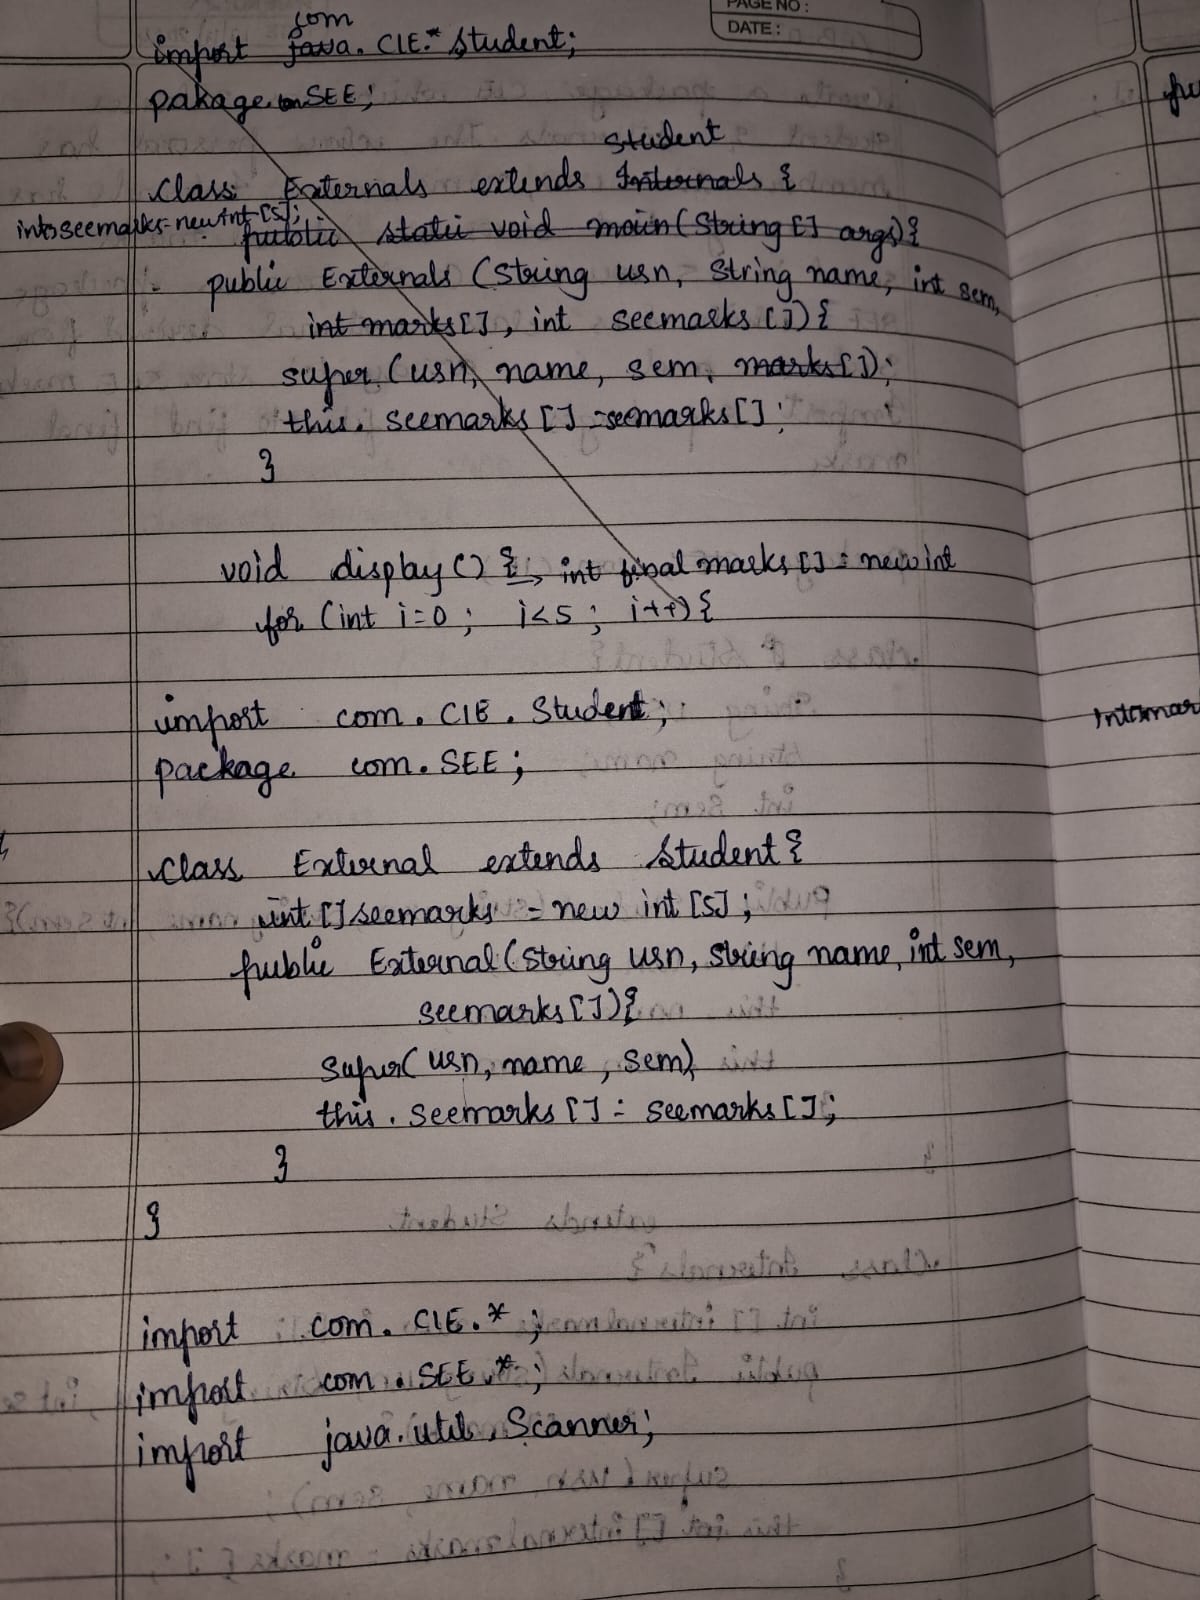 PAGE NO:
DATE:
com
import java. CIE.* student;
pakage SEE;
student
class Externals extends Internals {
int seemarks = new int [5];
public static void main (String [] args) {
public Externals (String usn, String name, int sem,
int marks [], int seemarks []) {
super (usn, name, sem, marks []);
this. seemarks [] = seemarks [];
}
void display () { int final marks [] = new int
for (int i=0 ; i<5 ; i++) {
import com. CIE. Student;
package com. SEE;
class External extends Student {
int [] seemarks = new int [5];
public External (String usn, String name, int sem,
seemarks []) {
super( usn, name, sem)
this. seemarks [] = seemarks [];
}
}
import com. CIE.*;
import com. SEE.*;
import java. util. Scanner;